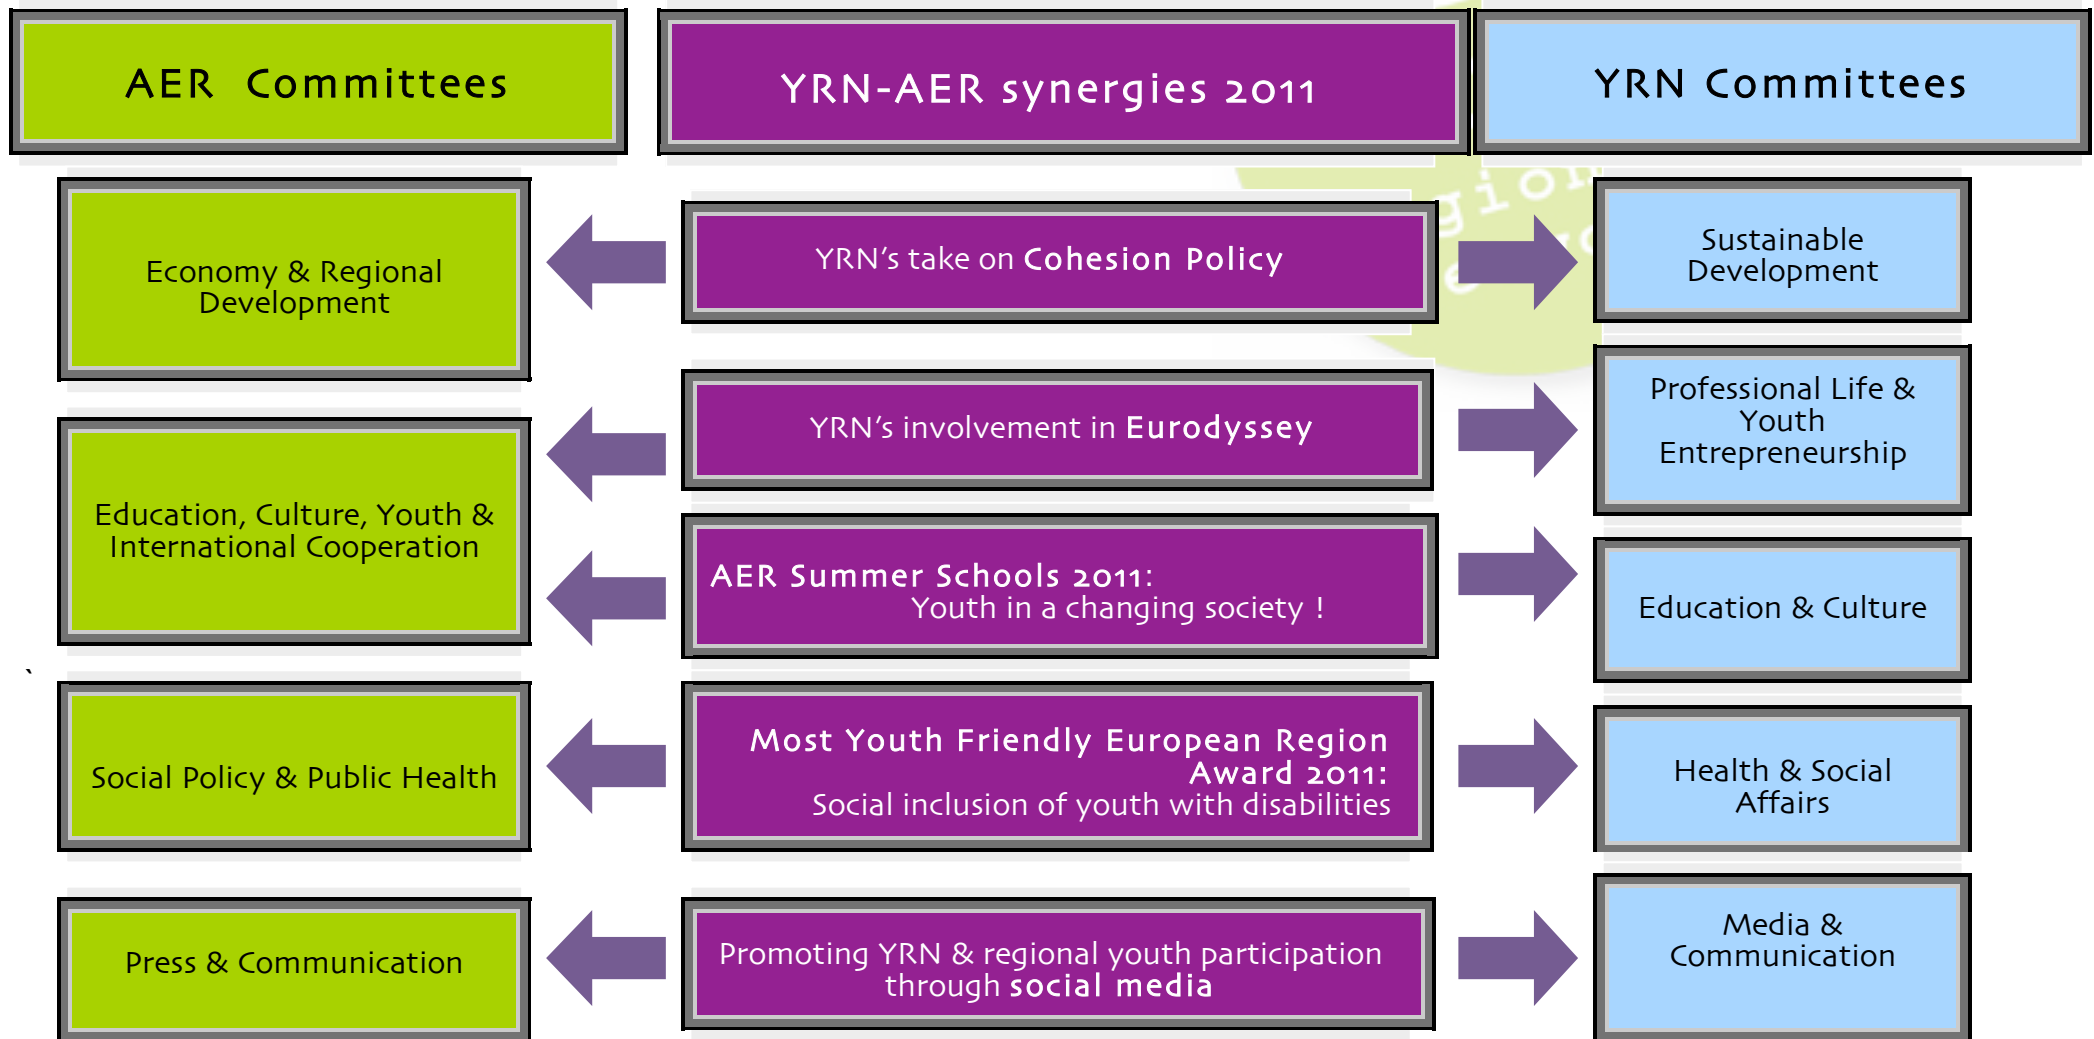 AER Committees
YRN-AER synergies 2011
YRN Committees
Economy & Regional
Development
YRN's take on Cohesion Policy
Sustainable
Development
YRN's involvement in Eurodyssey
Professional Life &
Youth
Entrepreneurship
Education, Culture, Youth &
International Cooperation
AER Summer Schools 2011:
Youth in a changing society !
Education & Culture
Social Policy & Public Health
Most Youth Friendly European Region
Award 2011:
Social inclusion of youth with disabilities
Health & Social
Affairs
Press & Communication
Promoting YRN & regional youth participation
through social media
Media &
Communication